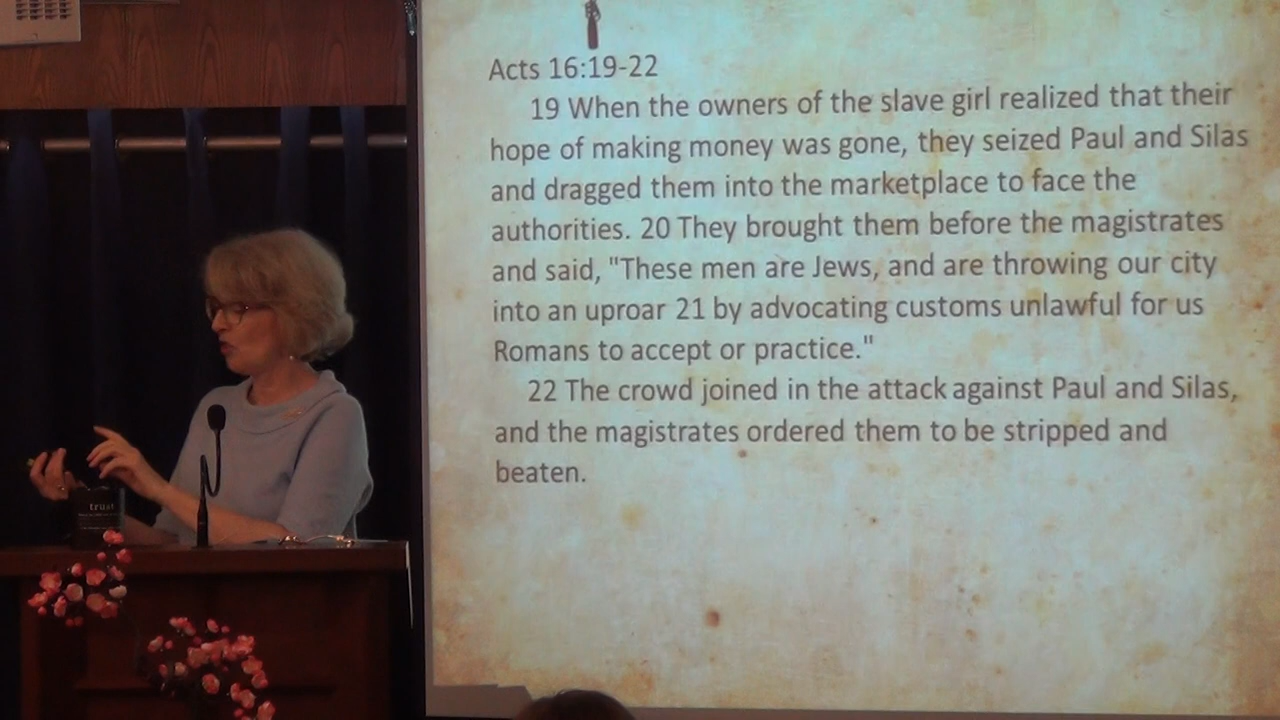 Acts 16:19-22
19 When the owners of the slave girl realized that their
hope of making money was gone, they seized Paul and Silas
and dragged them into the marketplace to face the
authorities. 20 They brought them before the magistrates
and said, "These men are Jews, and are throwing our city
into an uproar 21 by advocating customs unlawful for us
Romans to accept or practice."
22 The crowd joined in the attack against Paul and Silas,
and the magistrates ordered them to be stripped and
beaten.
trust